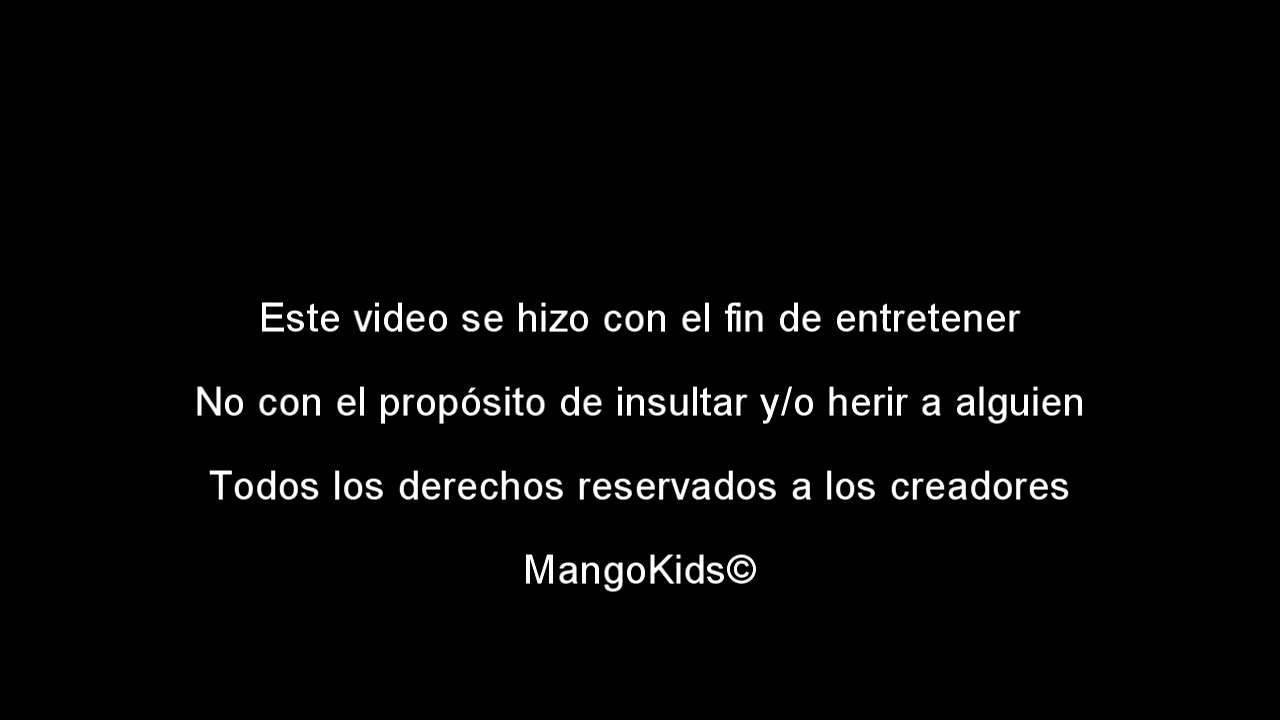 Este video se hizo con el fin de entretener
No con el propósito de insultar y/o herir a alguien
Todos los derechos reservados a los creadores
MangoKids©